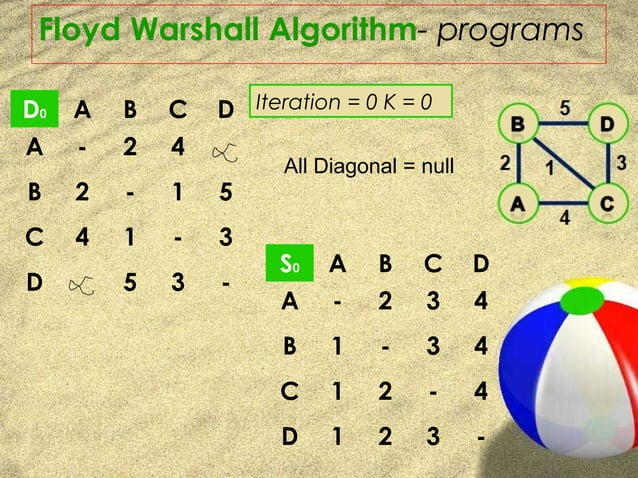 Floyd Warshall Algorithm- programs
D0 A B C D
A - 2 4 ∝
B 2 - 1 5
C 4 1 - 3
D ∝ 5 3 -
Iteration = 0 K = 0
All Diagonal = null
B 5 D
2 1 3
A 4 C
S0 A B C D
A - 2 3 4
B 1 - 3 4
C 1 2 - 4
D 1 2 3 -